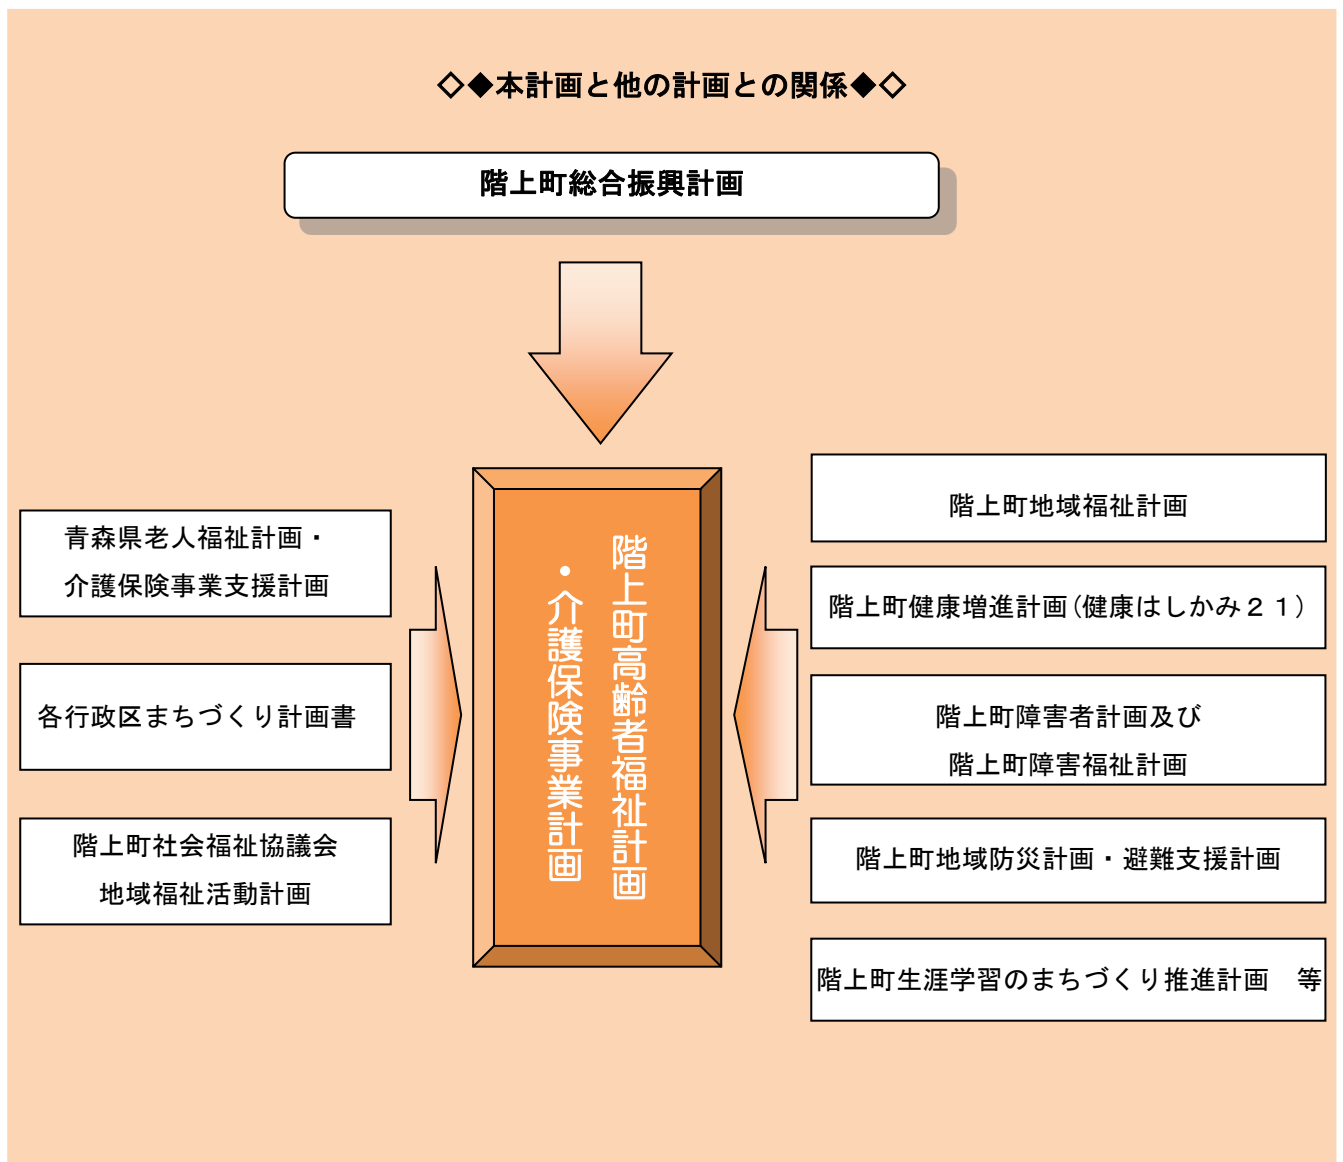 ◇◆本計画と他の計画との関係◆◇
階上町総合振興計画
青森県老人福祉計画・
介護保険事業支援計画
各行政区まちづくり計画書
階上町社会福祉協議会
地域福祉活動計画
階上町高齢者福祉計画
・介護保険事業計画
階上町地域福祉計画
階上町健康増進計画(健康はしかみ２１)
階上町障害者計画及び
階上町障害福祉計画
階上町地域防災計画・避難支援計画
階上町生涯学習のまちづくり推進計画　等